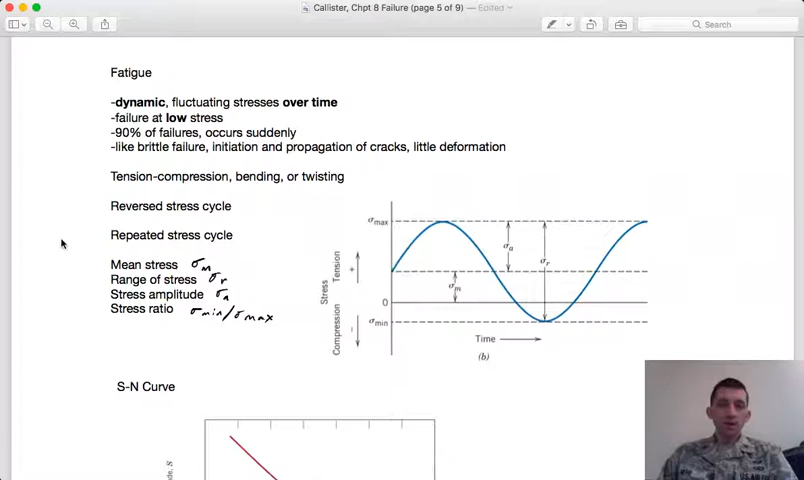 Callister, Chpt 8 Failure (page 5 of 9) — Edited
Search
Fatigue
-dynamic, fluctuating stresses over time
-failure at low stress
-90% of failures, occurs suddenly
-like brittle failure, initiation and propagation of cracks, little deformation
Tension-compression, bending, or twisting
Reversed stress cycle
Repeated stress cycle
Mean stress σm
Range of stress σr
Stress amplitude σa
Stress ratio σmin/σmax
σmax
σa
σr
σm
0
σmin
Stress
Tension
+
Compression
−
Time
(b)
S-N Curve